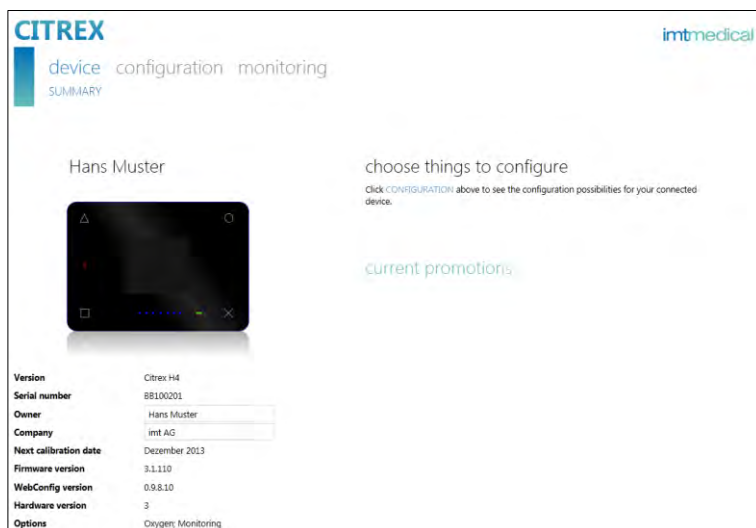 CITREX
imtmedical
device configuration monitoring
SUMMARY
Hans Muster
choose things to configure
Click CONFIGURATION above to see the configuration possibilities for your connected
device.
current promotions
Version Citrex H4
Serial number BB100201
Owner Hans Muster
Company imt AG
Next calibration date Dezember 2013
Firmware version 3.1.110
WebConfig version 0.9.8.10
Hardware version 3
Options Oxygen; Monitoring